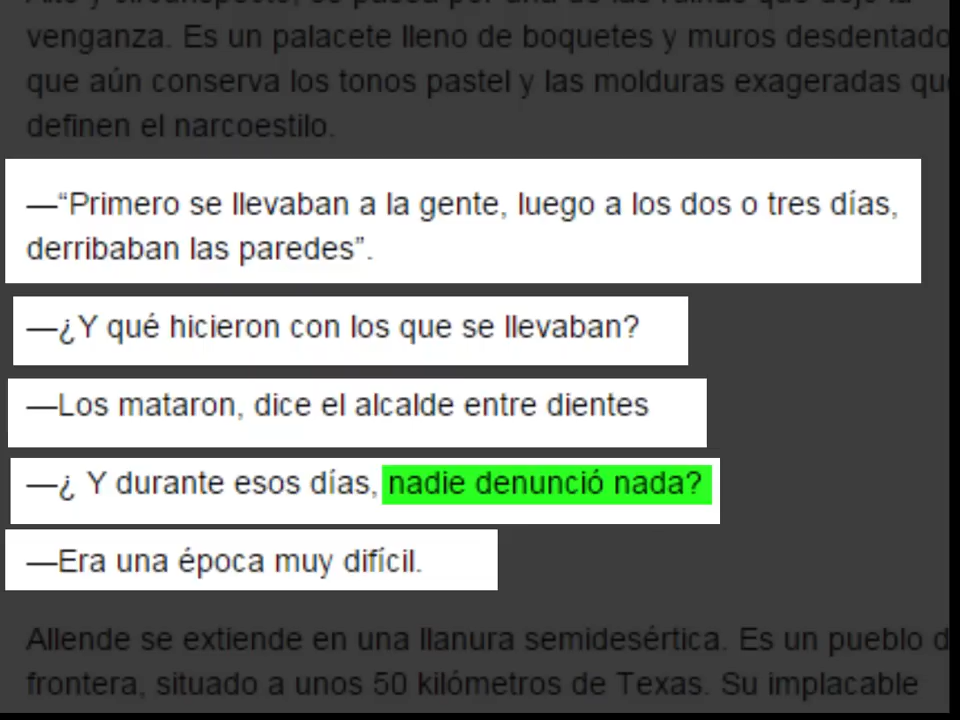 venganza. Es un palacete lleno de boquetes y muros
que aún conserva los tonos pastel y las molduras exageradas
definen el narcoestilo.
—“Primero se llevaban a la gente, luego a los dos o tres días,
derribaban las paredes”.
—¿Y qué hicieron con los que se llevaban?
—Los mataron, dice el alcalde entre dientes
—¿ Y durante esos días, nadie denunció nada?
—Era una época muy difícil.
Allende se extiende en una llanura semidesértica. Es un pueblo
frontera, situado a unos 50 kilómetros de Texas. Su implacable